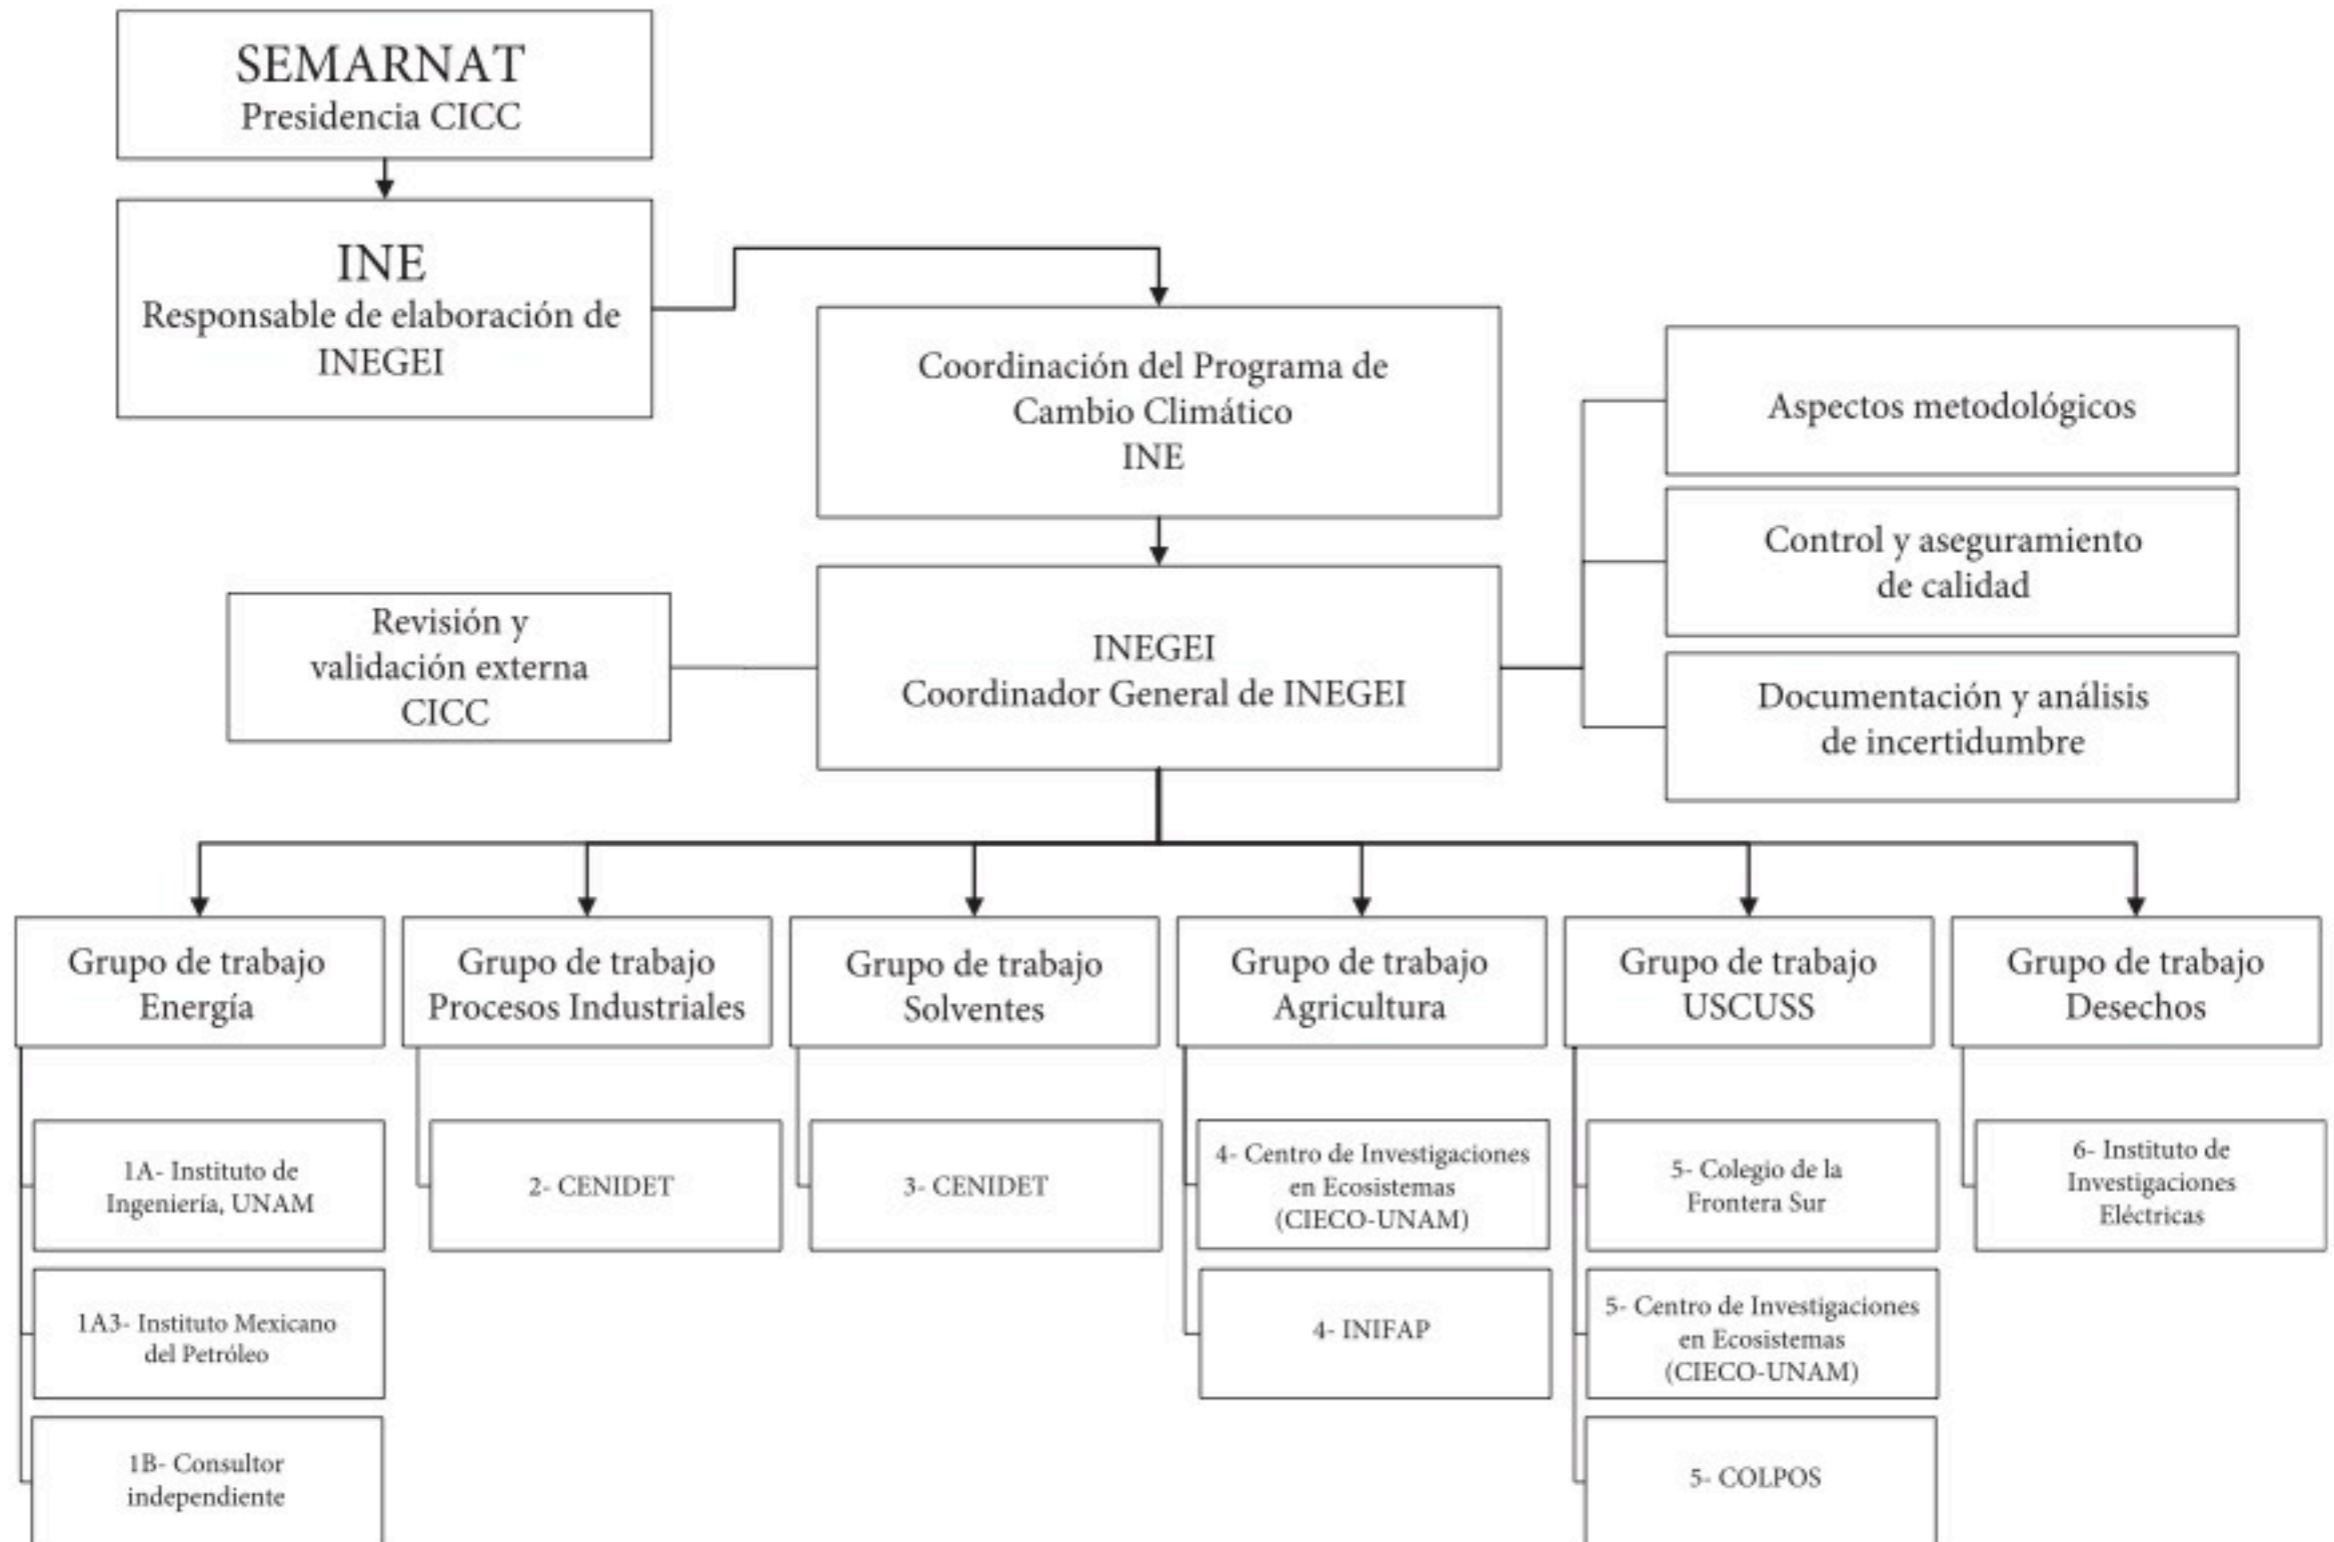 SEMARNAT
Presidencia CICC
INE
Responsable de elaboración de
INEGEI
Coordinación del Programa de
Cambio Climático
INE
Aspectos metodológicos
Control y aseguramiento
de calidad
Revisión y
validación externa
CICC
INEGEI
Coordinador General de INEGEI
Documentación y análisis
de incertidumbre
Grupo de trabajo
Energía
Grupo de trabajo
Procesos Industriales
Grupo de trabajo
Solventes
Grupo de trabajo
Agricultura
Grupo de trabajo
USCUSS
Grupo de trabajo
Desechos
1A- Instituto de
Ingeniería, UNAM
2- CENIDET
3- CENIDET
4- Centro de Investigaciones
en Ecosistemas
(CIECO-UNAM)
5- Colegio de la
Frontera Sur
6- Instituto de
Investigaciones
Eléctricas
1A3- Instituto Mexicano
del Petróleo
4- INIFAP
5- Centro de Investigaciones
en Ecosistemas
(CIECO-UNAM)
1B- Consultor
independiente
5- COLPOS